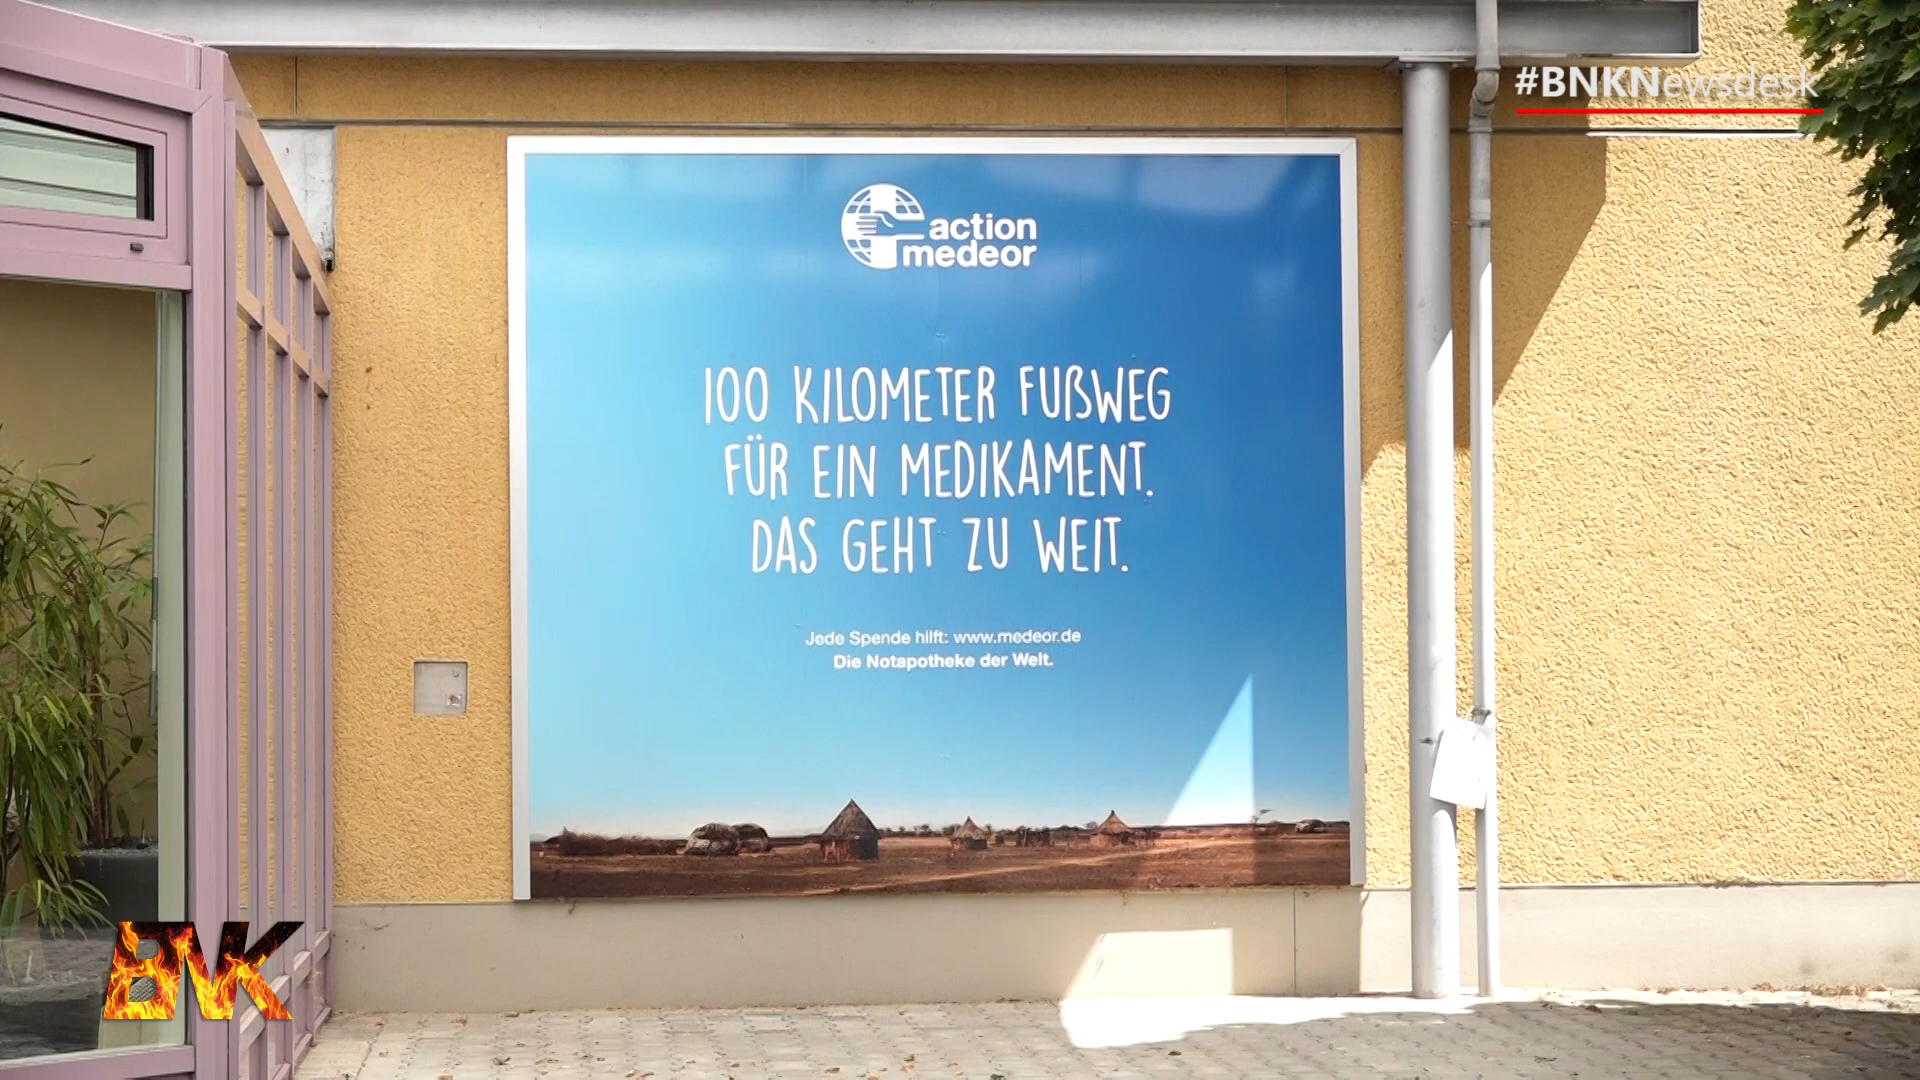 #BNKNewsdesk
action
medeor
100 KILOMETER FUßWEG
FÜR EIN MEDIKAMENT.
DAS GEHT ZU WEIT.
Jede Spende hilft: www.medeor.de
Die Notapotheke der Welt.
BNK